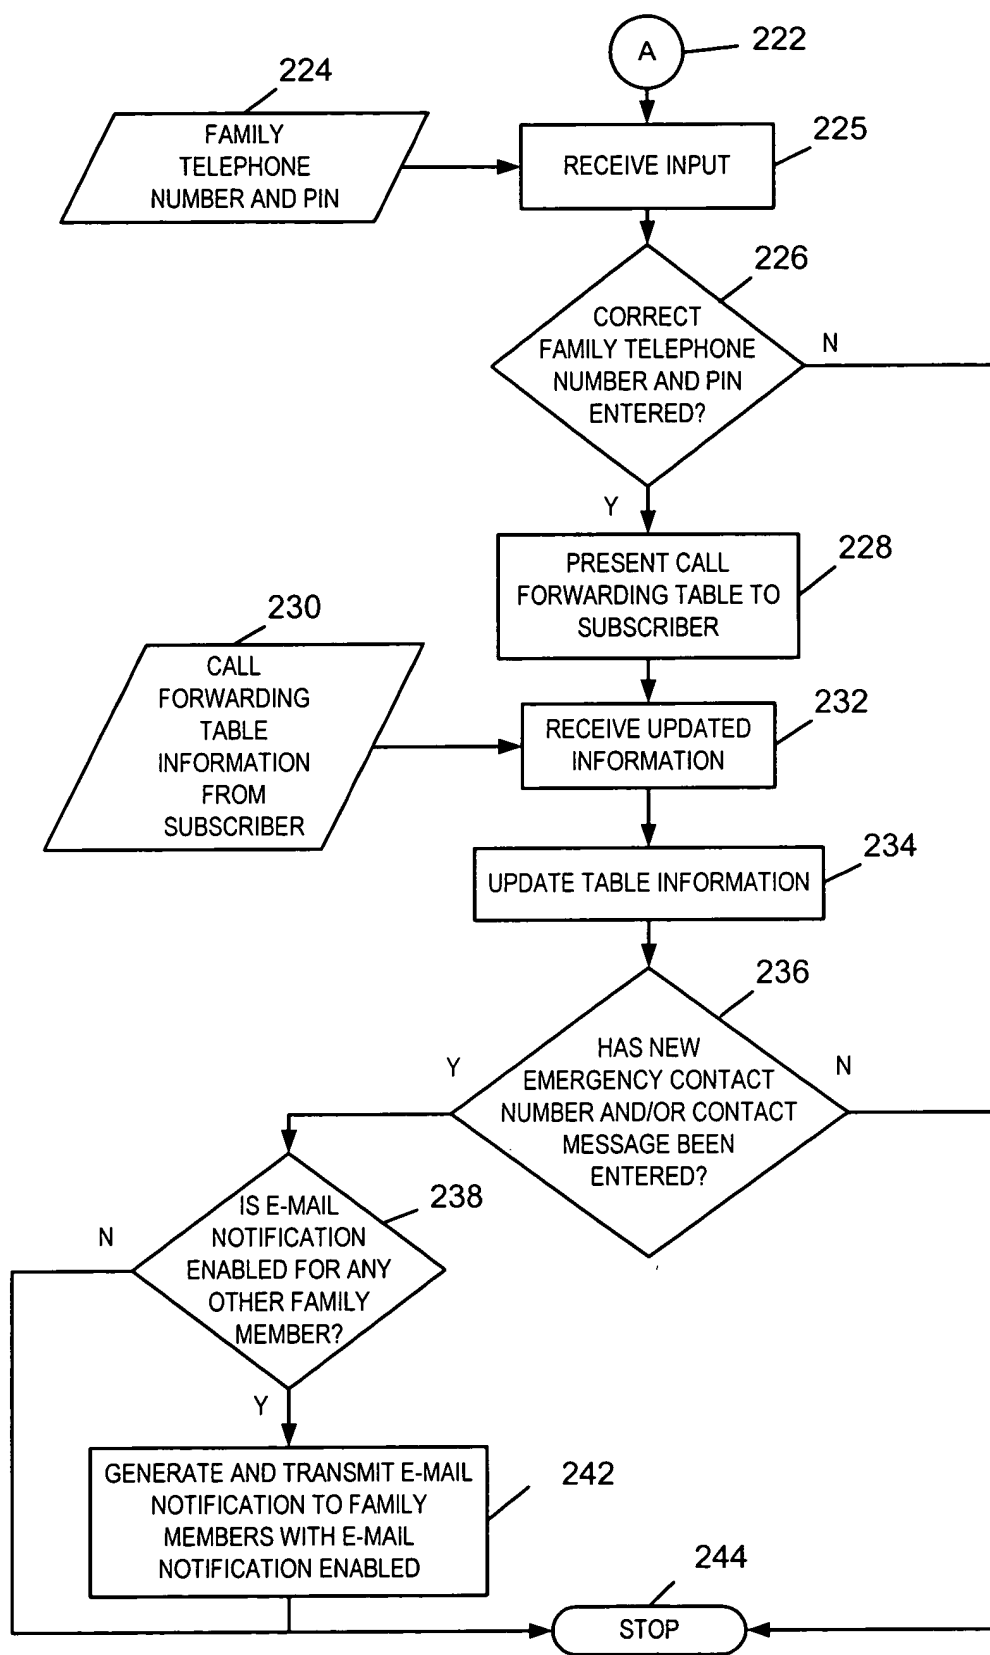 A
222
224
FAMILY
TELEPHONE
NUMBER AND PIN
225
RECEIVE INPUT
226
CORRECT
FAMILY TELEPHONE
NUMBER AND PIN
ENTERED?
N
Y
228
PRESENT CALL
FORWARDING TABLE TO
SUBSCRIBER
230
CALL
FORWARDING
TABLE
INFORMATION
FROM
SUBSCRIBER
232
RECEIVE UPDATED
INFORMATION
234
UPDATE TABLE INFORMATION
236
HAS NEW
EMERGENCY CONTACT
NUMBER AND/OR CONTACT
MESSAGE BEEN
ENTERED?
Y
N
238
IS E-MAIL
NOTIFICATION
ENABLED FOR ANY
OTHER FAMILY
MEMBER?
N
Y
242
GENERATE AND TRANSMIT E-MAIL
NOTIFICATION TO FAMILY
MEMBERS WITH E-MAIL
NOTIFICATION ENABLED
244
STOP